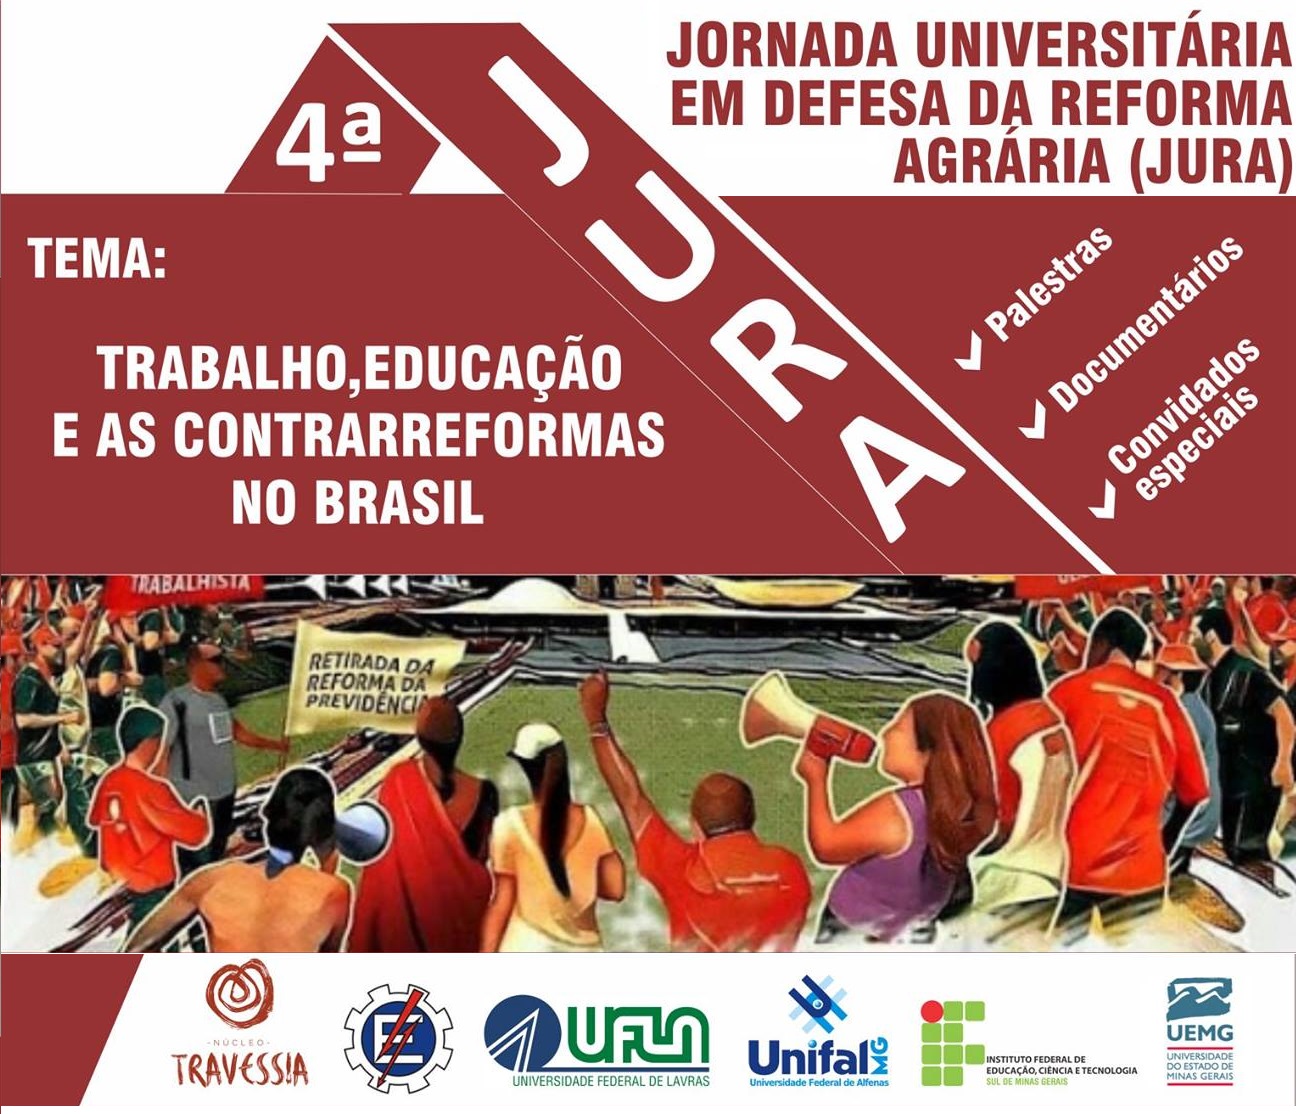 4ª
JURA
JORNADA UNIVERSITÁRIA
EM DEFESA DA REFORMA
AGRÁRIA (JURA)
TEMA:
TRABALHO,EDUCAÇÃO
E AS CONTRARREFORMAS
NO BRASIL
Palestras
Documentários
Convidados
especiais
TRABALHISTA
RETIRADA DA
REFORMA DA
PREVIDÊNCIA
-NÚCLEO-
TRAVESSIA
E
UFLA
UNIVERSIDADE FEDERAL DE LAVRAS
Unifal MG
Universidade Federal de Alfenas
INSTITUTO FEDERAL DE
EDUCAÇÃO, CIÊNCIA E TECNOLOGIA
SUL DE MINAS GERAIS
UEMG
UNIVERSIDADE
DO ESTADO DE
MINAS GERAIS